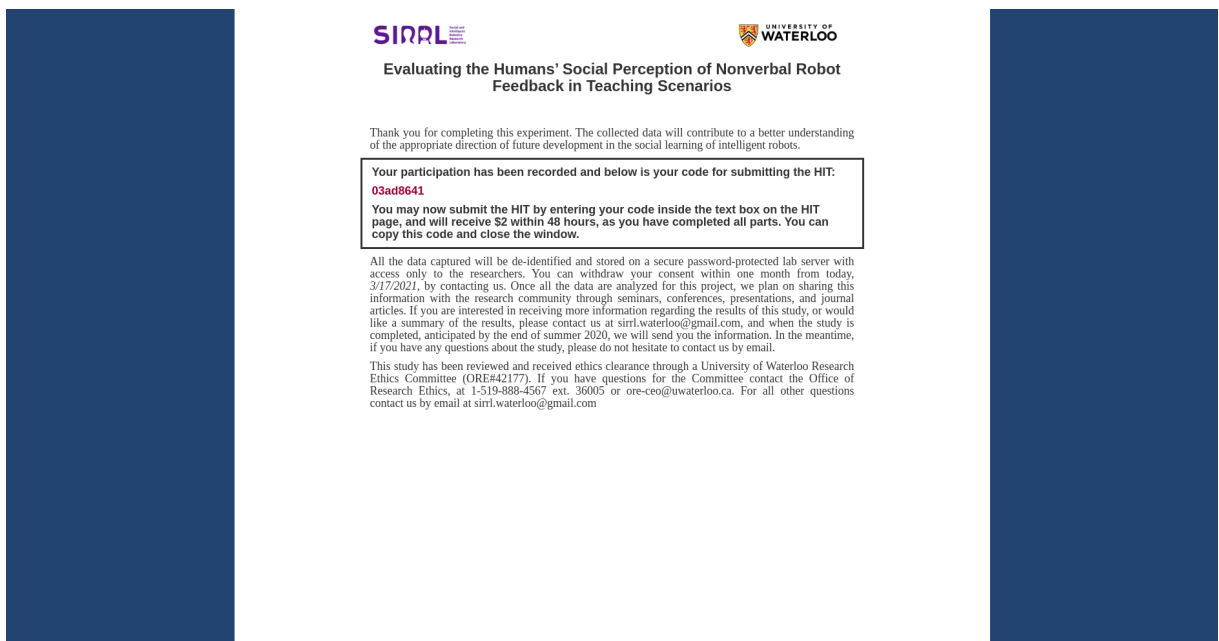 SIRRL Social and
Intelligent
Robotics
Research
Laboratory
UNIVERSITY OF
WATERLOO
Evaluating the Humans’ Social Perception of Nonverbal Robot
Feedback in Teaching Scenarios
Thank you for completing this experiment. The collected data will contribute to a better understanding
of the appropriate direction of future development in the social learning of intelligent robots.
Your participation has been recorded and below is your code for submitting the HIT:
03ad8641
You may now submit the HIT by entering your code inside the text box on the HIT
page, and will receive $2 within 48 hours, as you have completed all parts. You can
copy this code and close the window.
All the data captured will be de-identified and stored on a secure password-protected lab server with
access only to the researchers. You can withdraw your consent within one month from today,
3/17/2021, by contacting us. Once all the data are analyzed for this project, we plan on sharing this
information with the research community through seminars, conferences, presentations, and journal
articles. If you are interested in receiving more information regarding the results of this study, or would
like a summary of the results, please contact us at sirrl.waterloo@gmail.com, and when the study is
completed, anticipated by the end of summer 2020, we will send you the information. In the meantime,
if you have any questions about the study, please do not hesitate to contact us by email.
This study has been reviewed and received ethics clearance through a University of Waterloo Research
Ethics Committee (ORE#42177). If you have questions for the Committee contact the Office of
Research Ethics, at 1-519-888-4567 ext. 36005 or ore-ceo@uwaterloo.ca. For all other questions
contact us by email at sirrl.waterloo@gmail.com